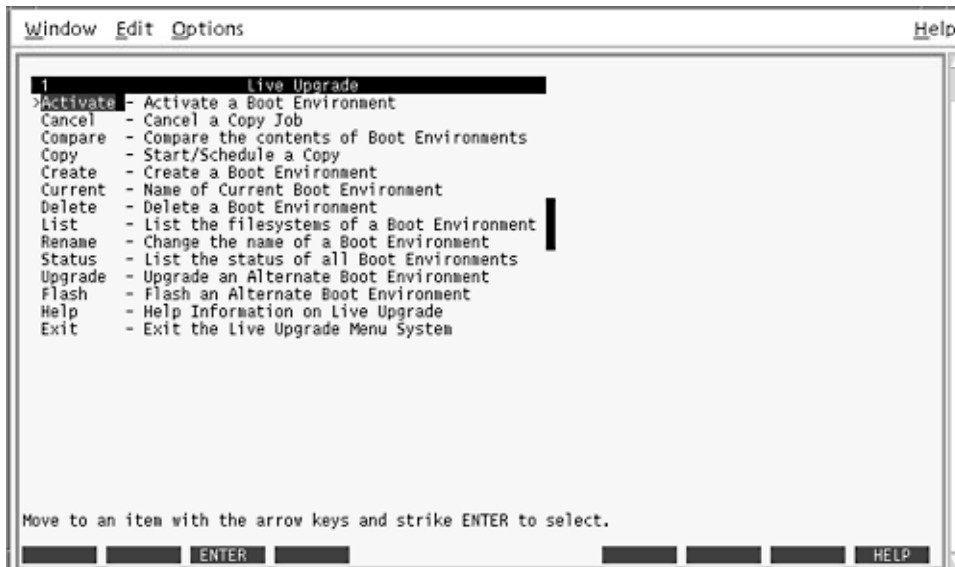 Window Edit Options Help
1 Live Upgrade
>Activate - Activate a Boot Environment
Cancel - Cancel a Copy Job
Compare - Compare the contents of Boot Environments
Copy - Start/Schedule a Copy
Create - Create a Boot Environment
Current - Name of Current Boot Environment
Delete - Delete a Boot Environment
List - List the filesystems of a Boot Environment
Rename - Change the name of a Boot Environment
Status - List the status of all Boot Environments
Upgrade - Upgrade an Alternate Boot Environment
Flash - Flash an Alternate Boot Environment
Help - Help Information on Live Upgrade
Exit - Exit the Live Upgrade Menu System
Move to an item with the arrow keys and strike ENTER to select.
ENTER HELP